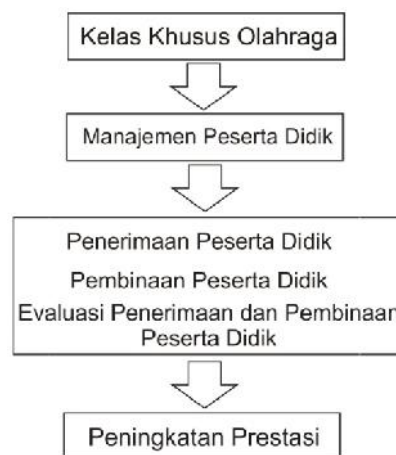 Kelas Khusus Olahraga
Manajemen Peserta Didik
Penerimaan Peserta Didik
Pembinaan Peserta Didik
Evaluasi Penerimaan dan Pembinaan
Peserta Didik
Peningkatan Prestasi